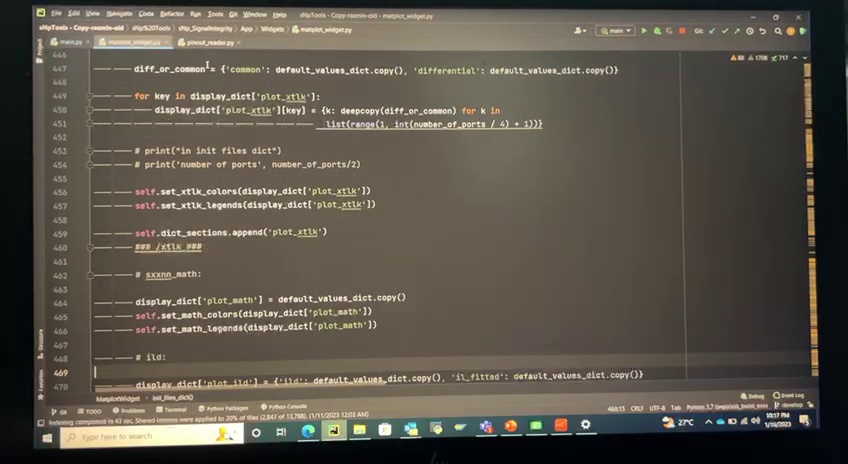 File Edit View Navigate Code Refactor Run Tools Git Window Help
sNpTools - Copy-rasmin-old - matplot_widget.py
sNpTools - Copy-rasmin-old
sNp%20Tools
sNp_SignalIntegrity
App
Widgets
matplot_widget.py
main
Git:
main.py
matplot_widget.py
pinout_reader.py
446
88 1708 717
447 diff_or_common = {'common': default_values_dict.copy(), 'differential': default_values_dict.copy()}
448
449 for key in display_dict['plot_xtlk']:
450 display_dict['plot_xtlk'][key] = {k: deepcopy(diff_or_common) for k in
451 list(range(1, int(number_of_ports / 4) + 1))}
452
453 # print("in init files dict")
454 # print('number of ports', number_of_ports/2)
455
456 self.set_xtlk_colors(display_dict['plot_xtlk'])
457 self.set_xtlk_legends(display_dict['plot_xtlk'])
458
459 self.dict_sections.append('plot_xtlk')
460 ### /xtlk ###
461
462 # sxxnn_math:
463
464 display_dict['plot_math'] = default_values_dict.copy()
465 self.set_math_colors(display_dict['plot_math'])
466 self.set_math_legends(display_dict['plot_math'])
467
468 # ild:
469
470 display_dict['plot_ild'] = {'ild': default_values_dict.copy(), 'il_fitted': default_values_dict.copy()}
Project
Structure
Favorites
MatplotWidget
init_files_dict()
Git TODO Problems Terminal Python Packages Python Console
Debug Event Log
Indexing completed in 42 sec. Shared indexes were applied to 20% of files (2,847 of 13,788). (1/11/2023 12:03 AM)
CRLF UTF-8 Tab
develop
Type here to search
27°C
10:17 PM
1/16/2023